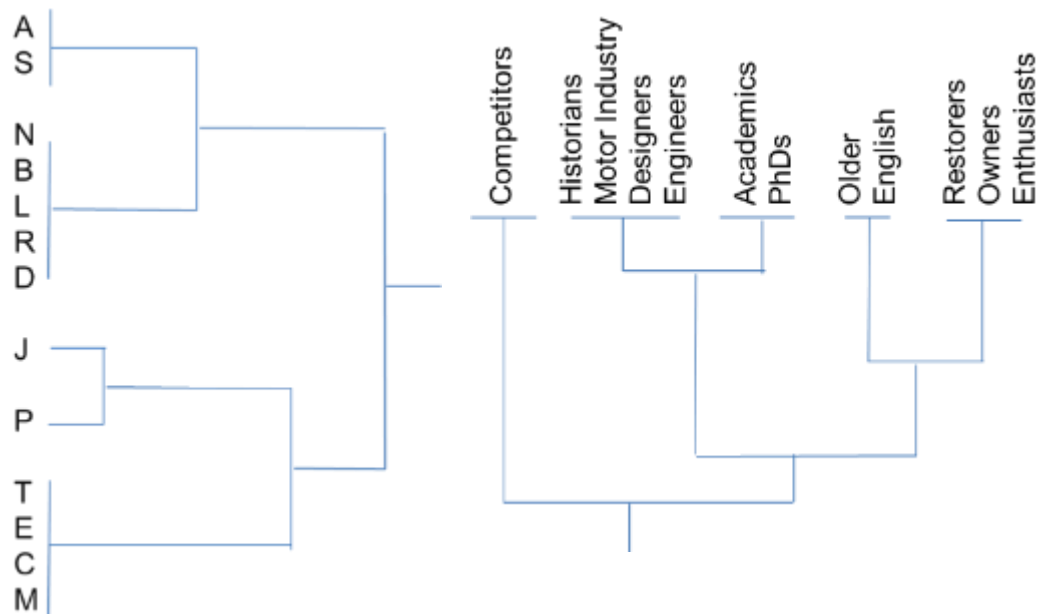 A
S
N
B
L
R
D
J
P
T
E
C
M
Competitors
Historians
Motor Industry
Designers
Engineers
Academics
PhDs
Older
English
Restorers
Owners
Enthusiasts